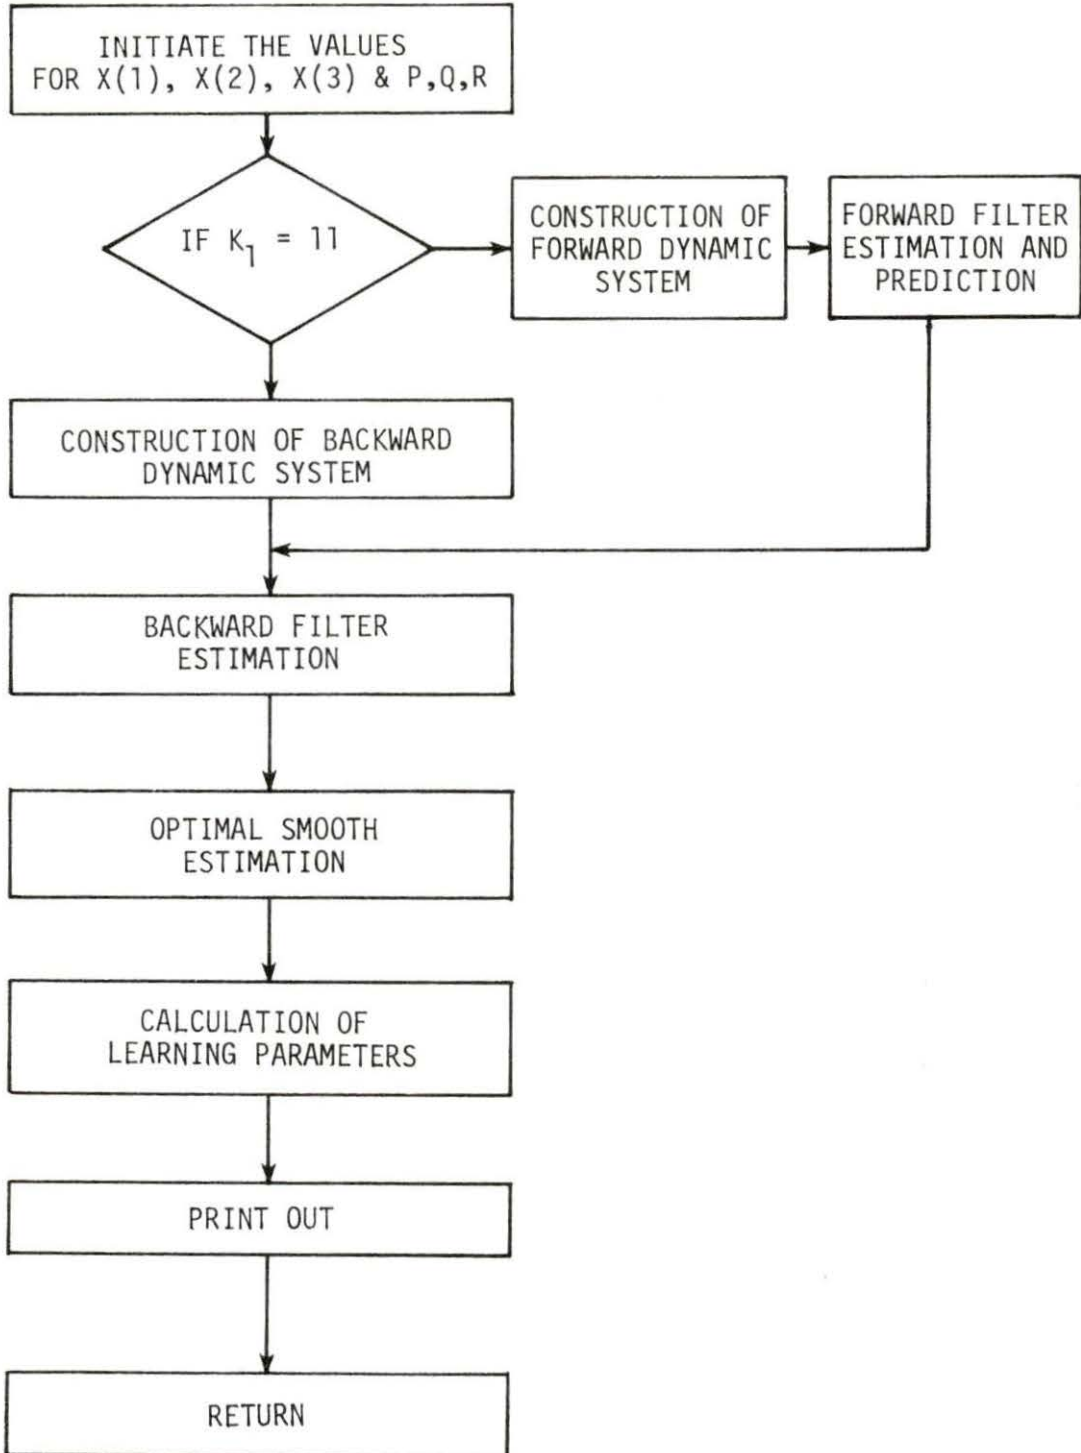 INITIATE THE VALUES
FOR X(1), X(2), X(3) & P,Q,R
IF K₁ = 11
CONSTRUCTION OF
FORWARD DYNAMIC
SYSTEM
FORWARD FILTER
ESTIMATION AND
PREDICTION
CONSTRUCTION OF BACKWARD
DYNAMIC SYSTEM
BACKWARD FILTER
ESTIMATION
OPTIMAL SMOOTH
ESTIMATION
CALCULATION OF
LEARNING PARAMETERS
PRINT OUT
RETURN